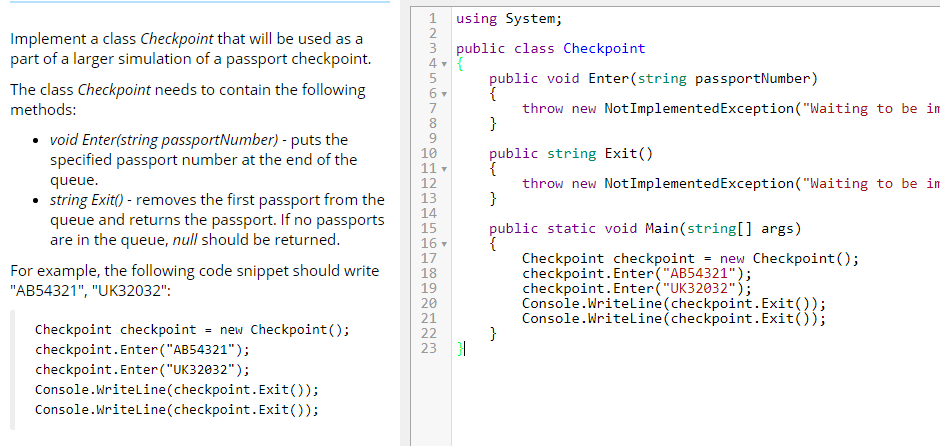 Implement a class Checkpoint that will be used as a
part of a larger simulation of a passport checkpoint.
The class Checkpoint needs to contain the following
methods:
• void Enter(string passportNumber) - puts the
specified passport number at the end of the
queue.
• string Exit() - removes the first passport from the
queue and returns the passport. If no passports
are in the queue, null should be returned.
For example, the following code snippet should write
"AB54321", "UK32032":
Checkpoint checkpoint = new Checkpoint();
checkpoint.Enter("AB54321");
checkpoint.Enter("UK32032");
Console.WriteLine(checkpoint.Exit());
Console.WriteLine(checkpoint.Exit());
1 using System;
2
3 public class Checkpoint
4 {
5 public void Enter(string passportNumber)
6 {
7 throw new NotImplementedException("Waiting to be im
8 }
9
10 public string Exit()
11 {
12 throw new NotImplementedException("Waiting to be im
13 }
14
15 public static void Main(string[] args)
16 {
17 Checkpoint checkpoint = new Checkpoint();
18 checkpoint.Enter("AB54321");
19 checkpoint.Enter("UK32032");
20 Console.WriteLine(checkpoint.Exit());
21 Console.WriteLine(checkpoint.Exit());
22 }
23 }